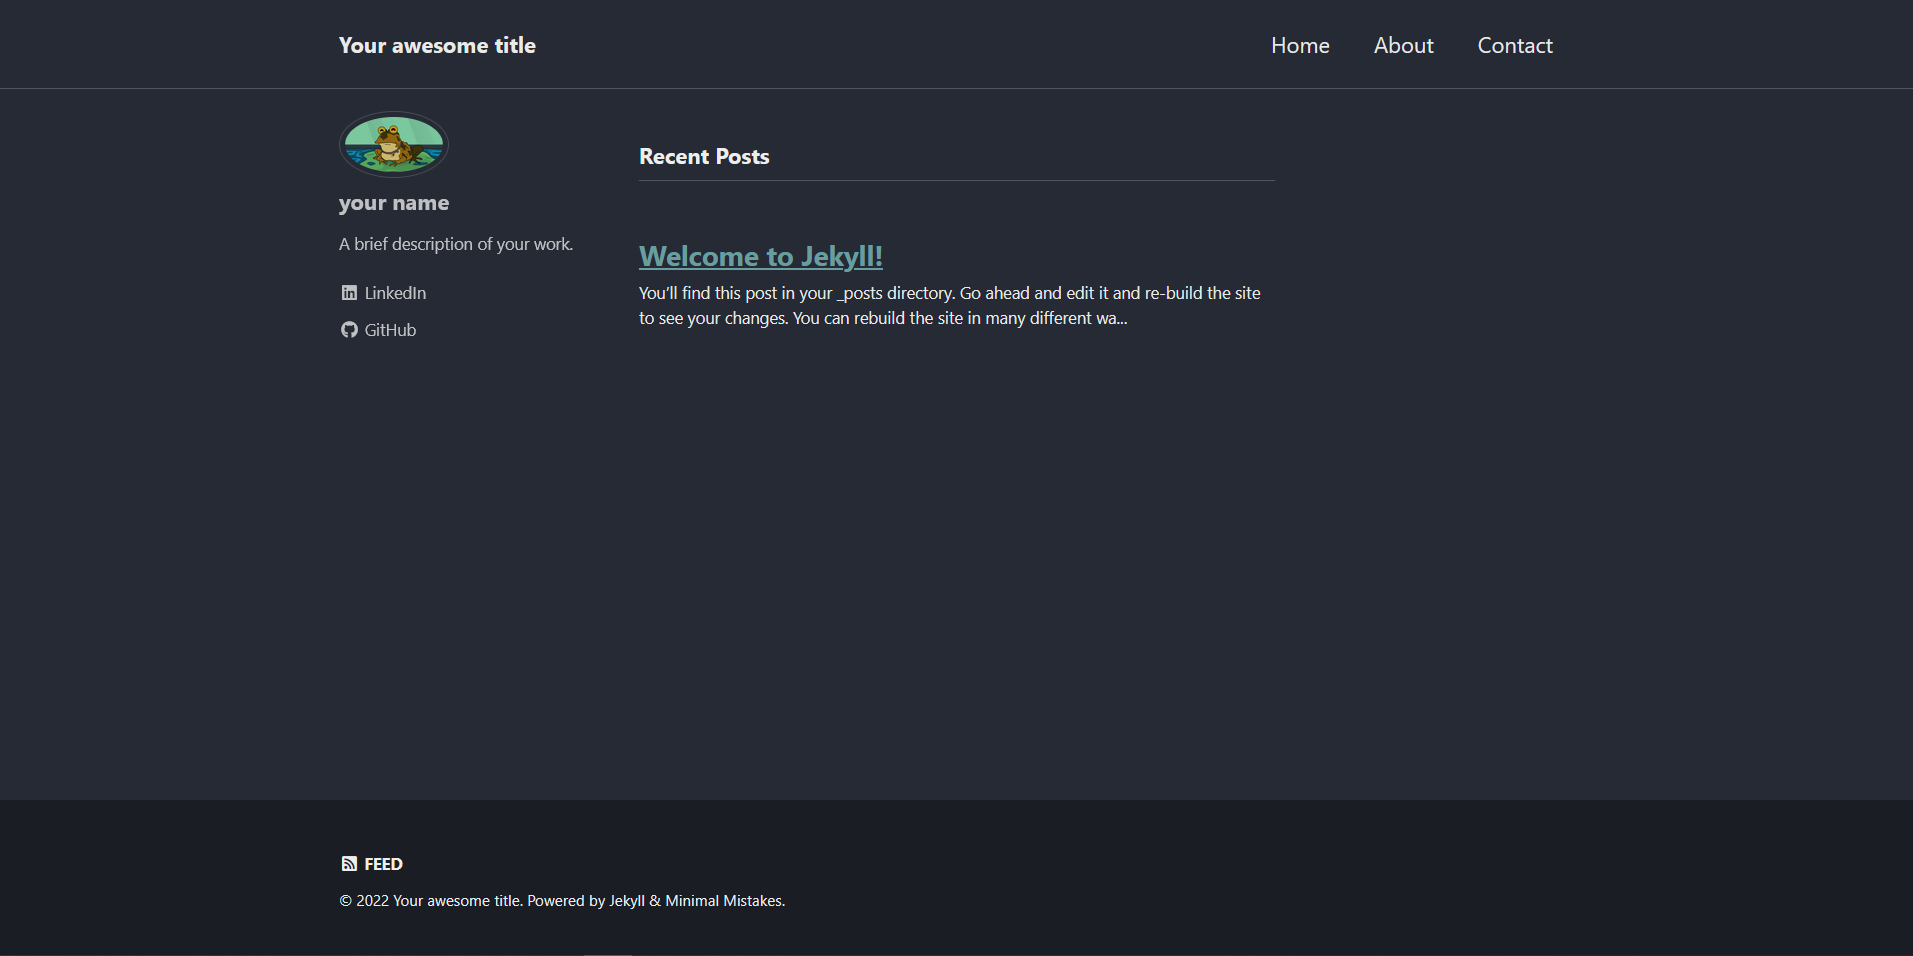 Your awesome title
Home
About
Contact
your name
A brief description of your work.
LinkedIn
GitHub
Recent Posts
Welcome to Jekyll!
You’ll find this post in your _posts directory. Go ahead and edit it and re-build the site
to see your changes. You can rebuild the site in many different wa...
FEED
© 2022 Your awesome title. Powered by Jekyll & Minimal Mistakes.